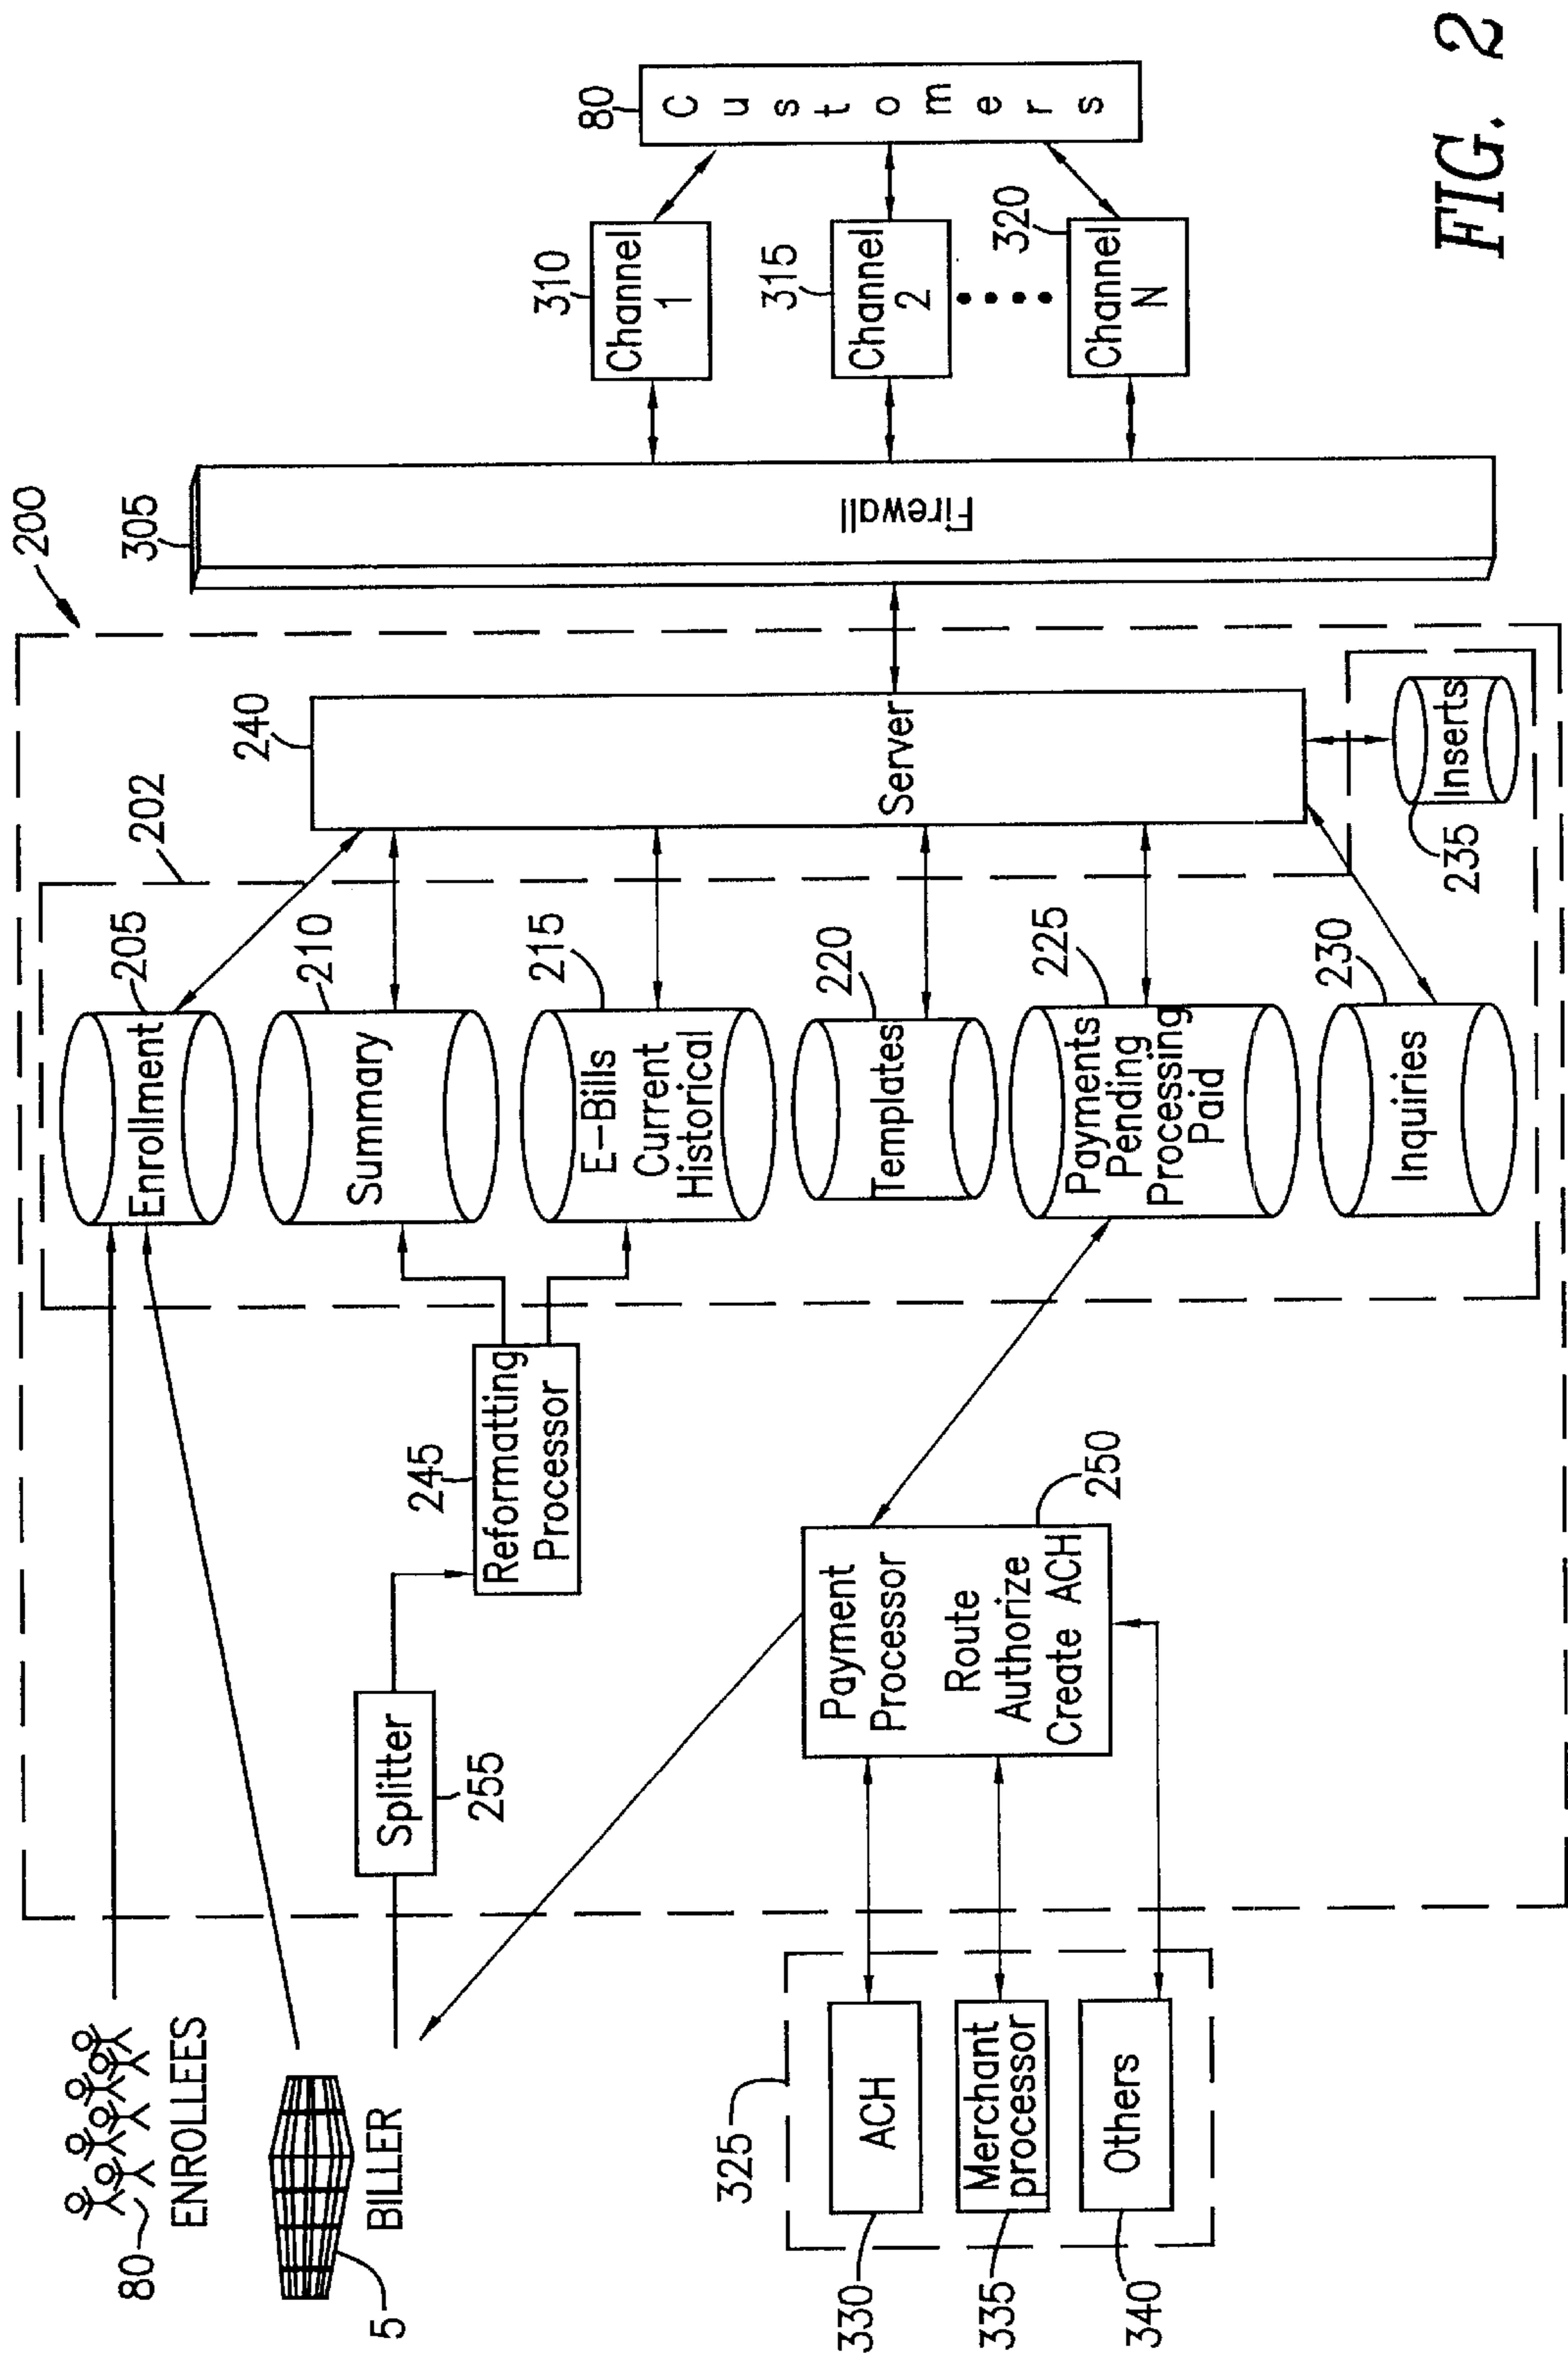 80
ENROLLEES
5
BILLER
Splitter
255
245
Reformatting
Processor
Enrollment
205
210
Summary
215
E-Bills
Current
Historical
220
Templates
225
Payments
Pending
Processing
Paid
230
Inquiries
202
200
240
Server
235
Inserts
305
Firewall
310
Channel
1
315
Channel
2
320
Channel
N
80
Customers
Payment
Processor
Route
Authorize
Create ACH
250
325
ACH
330
Merchant
processor
335
Others
340
FIG. 2